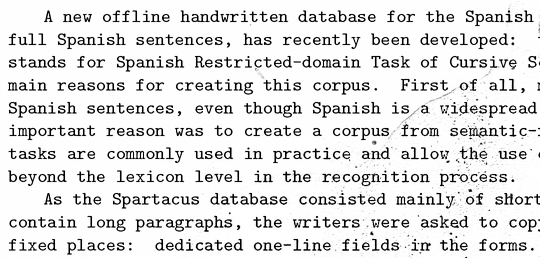 A new offline handwritten database for the Spanish
full Spanish sentences, has recently been developed:
stands for Spanish Restricted-domain Task of Cursive
main reasons for creating this corpus. First of all,
Spanish sentences, even though Spanish is a widespread
important reason was to create a corpus from semantic-
tasks are commonly used in practice and allow the use
beyond the lexicon level in the recognition process.
As the Spartacus database consisted mainly of short
contain long paragraphs, the writers were asked to copy
fixed places: dedicated one-line fields in the forms.